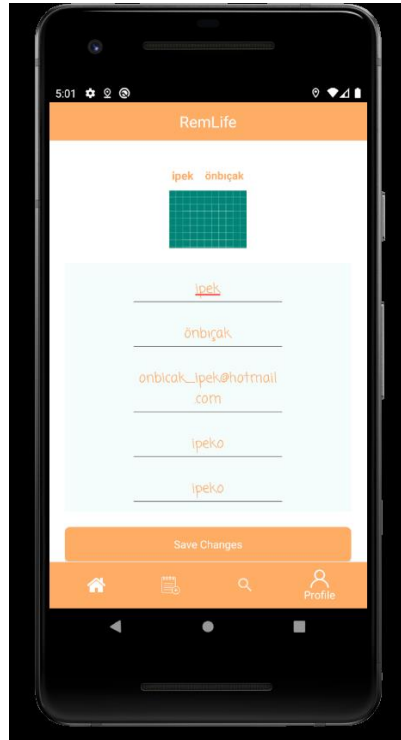 5:01
RemLife
ipek önbıçak
ipek
önbıçak
onbicak_ipek@hotmail
.com
ipeko
ipeko
Save Changes
Profile